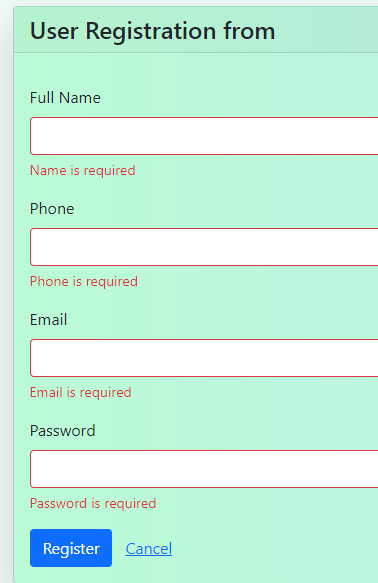 User Registration from
Full Name
Name is required
Phone
Phone is required
Email
Email is required
Password
Password is required
Register Cancel